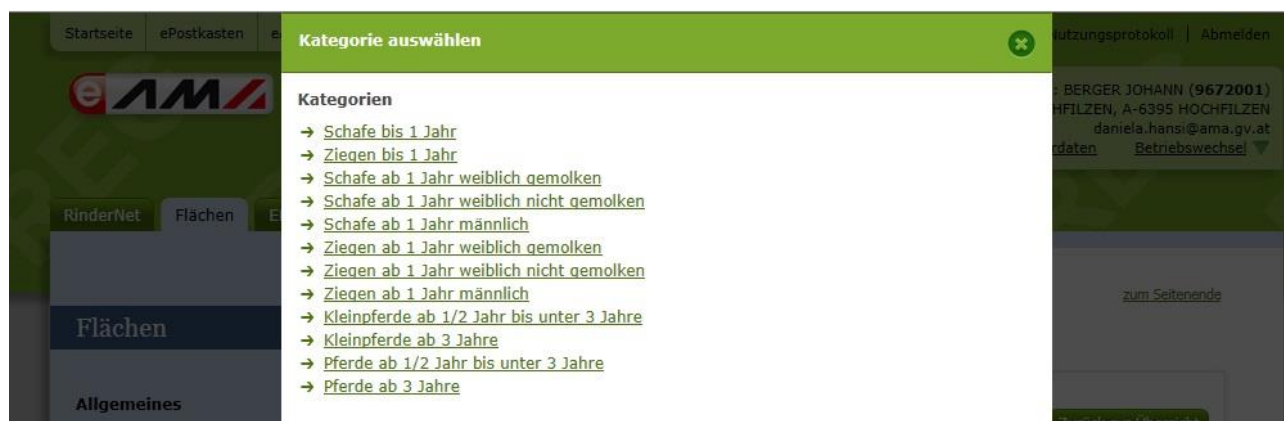 Startseite ePostkasten
Kategorie auswählen
Nutzungsprotokoll | Abmelden
eAMA
: BERGER JOHANN (9672001)
HFILZEN, A-6395 HOCHFILZEN
daniela.hansi@ama.gv.at
rdaten Betriebswechsel
Kategorien
→ Schafe bis 1 Jahr
→ Ziegen bis 1 Jahr
→ Schafe ab 1 Jahr weiblich gemolken
→ Schafe ab 1 Jahr weiblich nicht gemolken
→ Schafe ab 1 Jahr männlich
→ Ziegen ab 1 Jahr weiblich gemolken
→ Ziegen ab 1 Jahr weiblich nicht gemolken
→ Ziegen ab 1 Jahr männlich
→ Kleinpferde ab 1/2 Jahr bis unter 3 Jahre
→ Kleinpferde ab 3 Jahre
→ Pferde ab 1/2 Jahr bis unter 3 Jahre
→ Pferde ab 3 Jahre
RinderNet Flächen
zum Seitenende
Flächen
Allgemeines